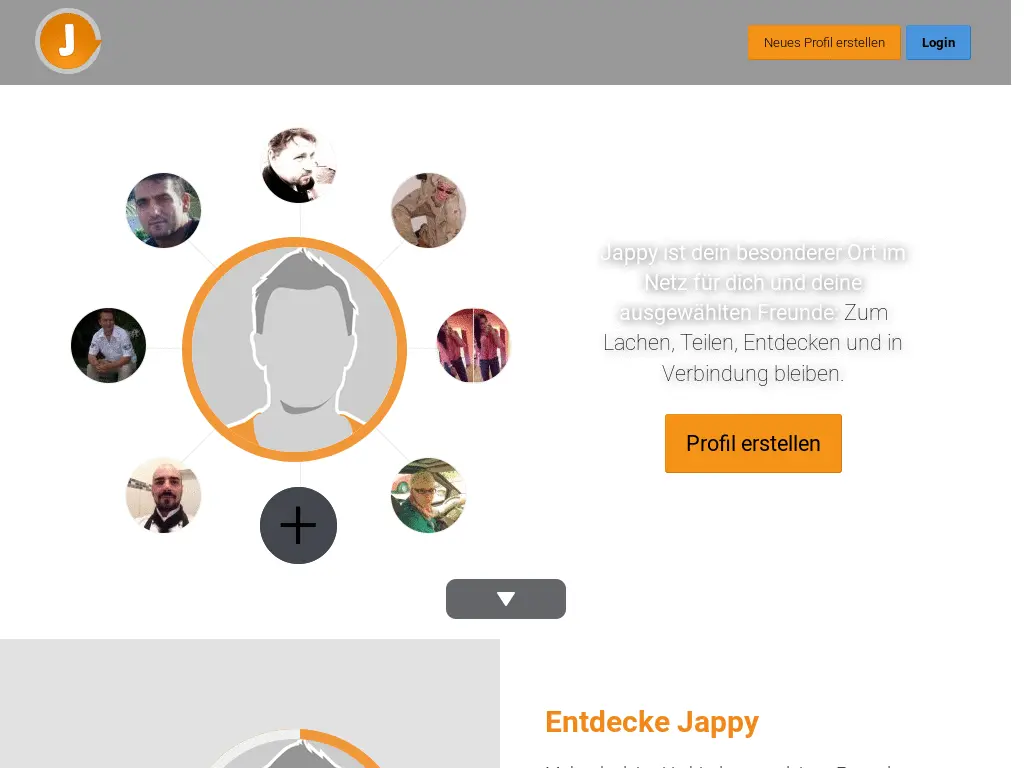 J
Neues Profil erstellen
Login
Jappy ist dein besonderer Ort im
Netz für dich und deine
ausgewählten Freunde. Zum
Lachen, Teilen, Entdecken und in
Verbindung bleiben.
Profil erstellen
Entdecke Jappy